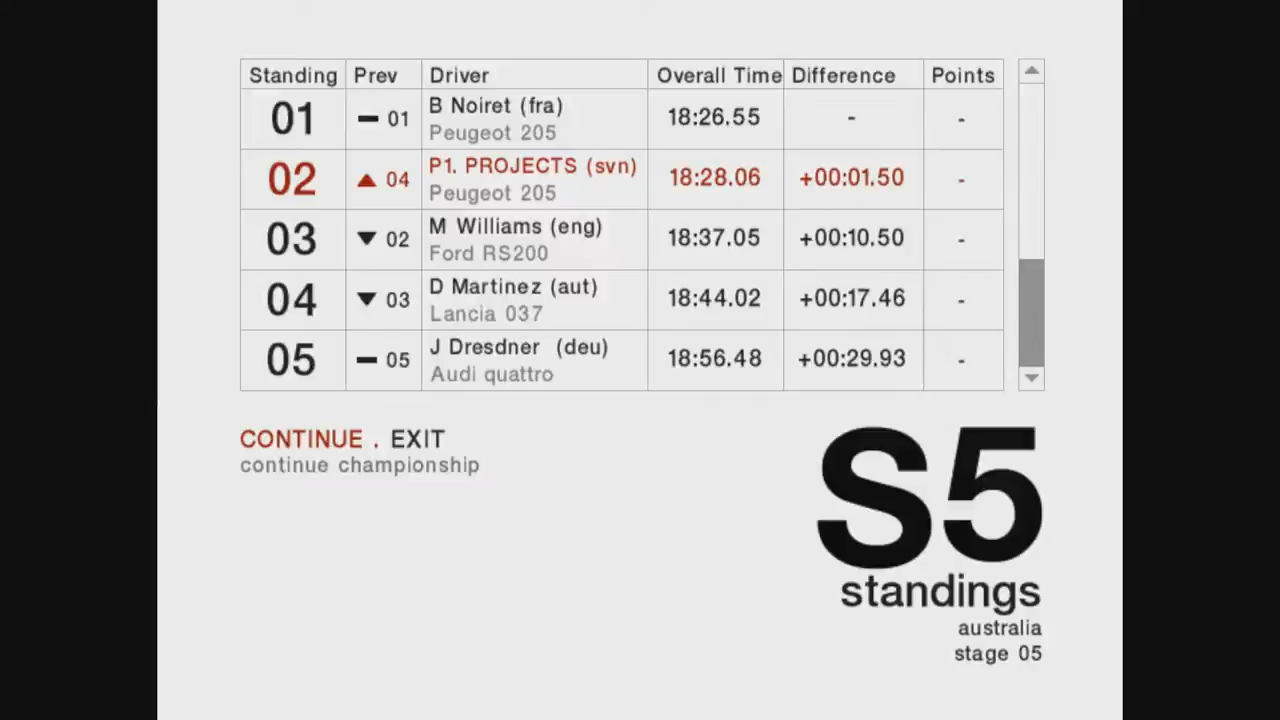 Standing Prev Driver Overall Time Difference Points
01 01 B Noiret (fra) 18:26.55 - -
Peugeot 205
02 04 P1. PROJECTS (svn) 18:28.06 +00:01.50 -
Peugeot 205
03 02 M Williams (eng) 18:37.05 +00:10.50 -
Ford RS200
04 03 D Martinez (aut) 18:44.02 +00:17.46 -
Lancia 037
05 05 J Dresdner (deu) 18:56.48 +00:29.93 -
Audi quattro
CONTINUE . EXIT
continue championship
S5
standings
australia
stage 05